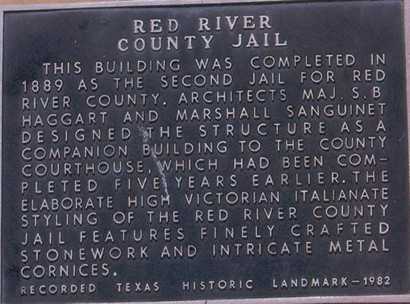 RED RIVER
COUNTY JAIL
THIS BUILDING WAS COMPLETED IN
1889 AS THE SECOND JAIL FOR RED
RIVER COUNTY. ARCHITECTS MAJ. S.B.
HAGGART AND MARSHALL SANGUINET
DESIGNED THE STRUCTURE AS A
COMPANION BUILDING TO THE COUNTY
COURTHOUSE, WHICH HAD BEEN COM-
PLETED FIVE YEARS EARLIER. THE
ELABORATE HIGH VICTORIAN ITALIANATE
STYLING OF THE RED RIVER COUNTY
JAIL FEATURES FINELY CRAFTED
STONEWORK AND INTRICATE METAL
CORNICES.
RECORDED TEXAS HISTORIC LANDMARK—1982